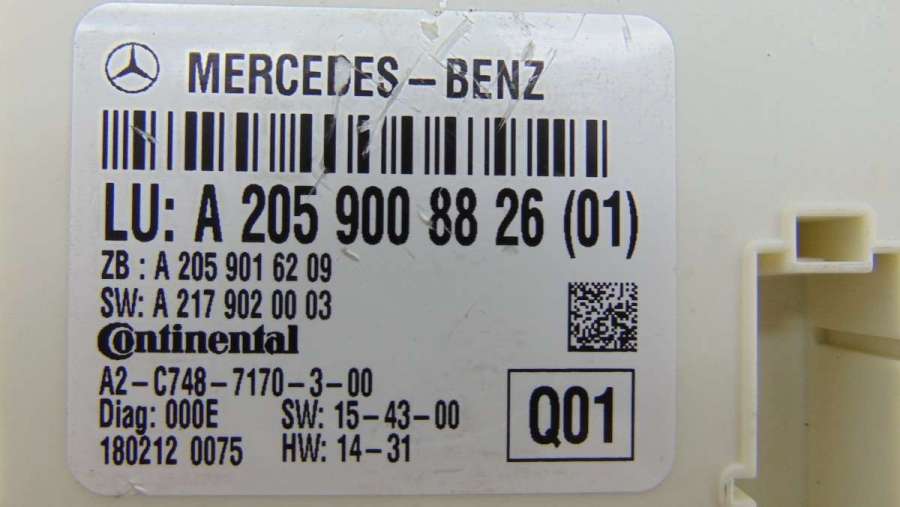 MERCEDES-BENZ
LU: A 205 900 88 26 (01)
ZB : A 205 901 62 09
SW: A 217 902 00 03
Continental
A2-C748-7170-3-00
Diag: 000E SW: 15-43-00
180212 0075 HW: 14-31
Q01